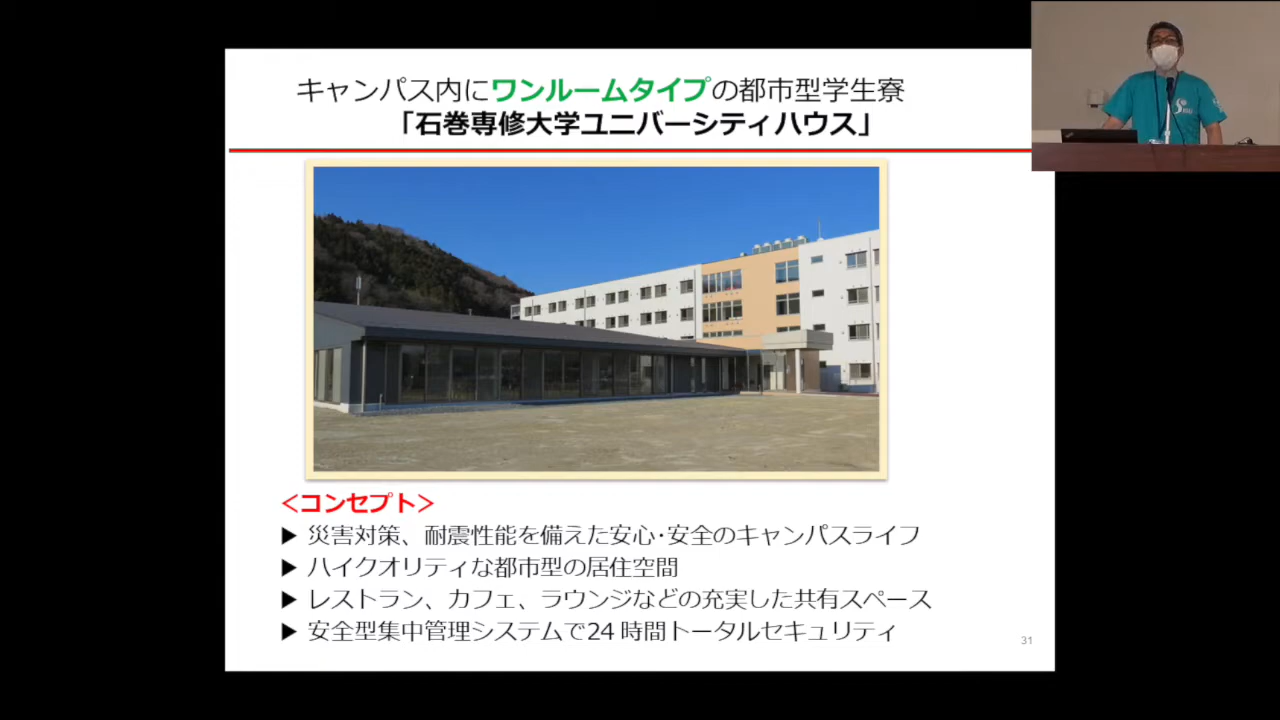 キャンパス内にワンルームタイプの都市型学生寮
「石巻専修大学ユニバーシティハウス」
＜コンセプト＞
▶ 災害対策、耐震性能を備えた安心・安全のキャンパスライフ
▶ ハイクオリティな都市型の居住空間
▶ レストラン、カフェ、ラウンジなどの充実した共有スペース
▶ 安全型集中管理システムで24時間トータルセキュリティ
31